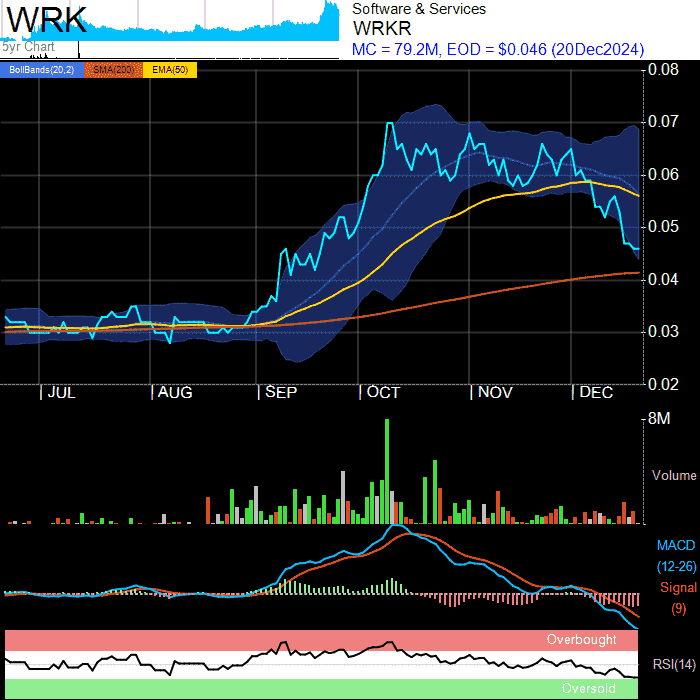 WRK
5yr Chart
Software & Services
WRKR
MC = 79.2M, EOD = $0.046 (20Dec2024)
BollBands(20,2) SMA(200) EMA(50)
0.08
0.07
0.06
0.05
0.04
0.03
0.02
JUL AUG SEP OCT NOV DEC
8M
Volume
MACD
(12-26)
Signal
(9)
Overbought
RSI(14)
Oversold